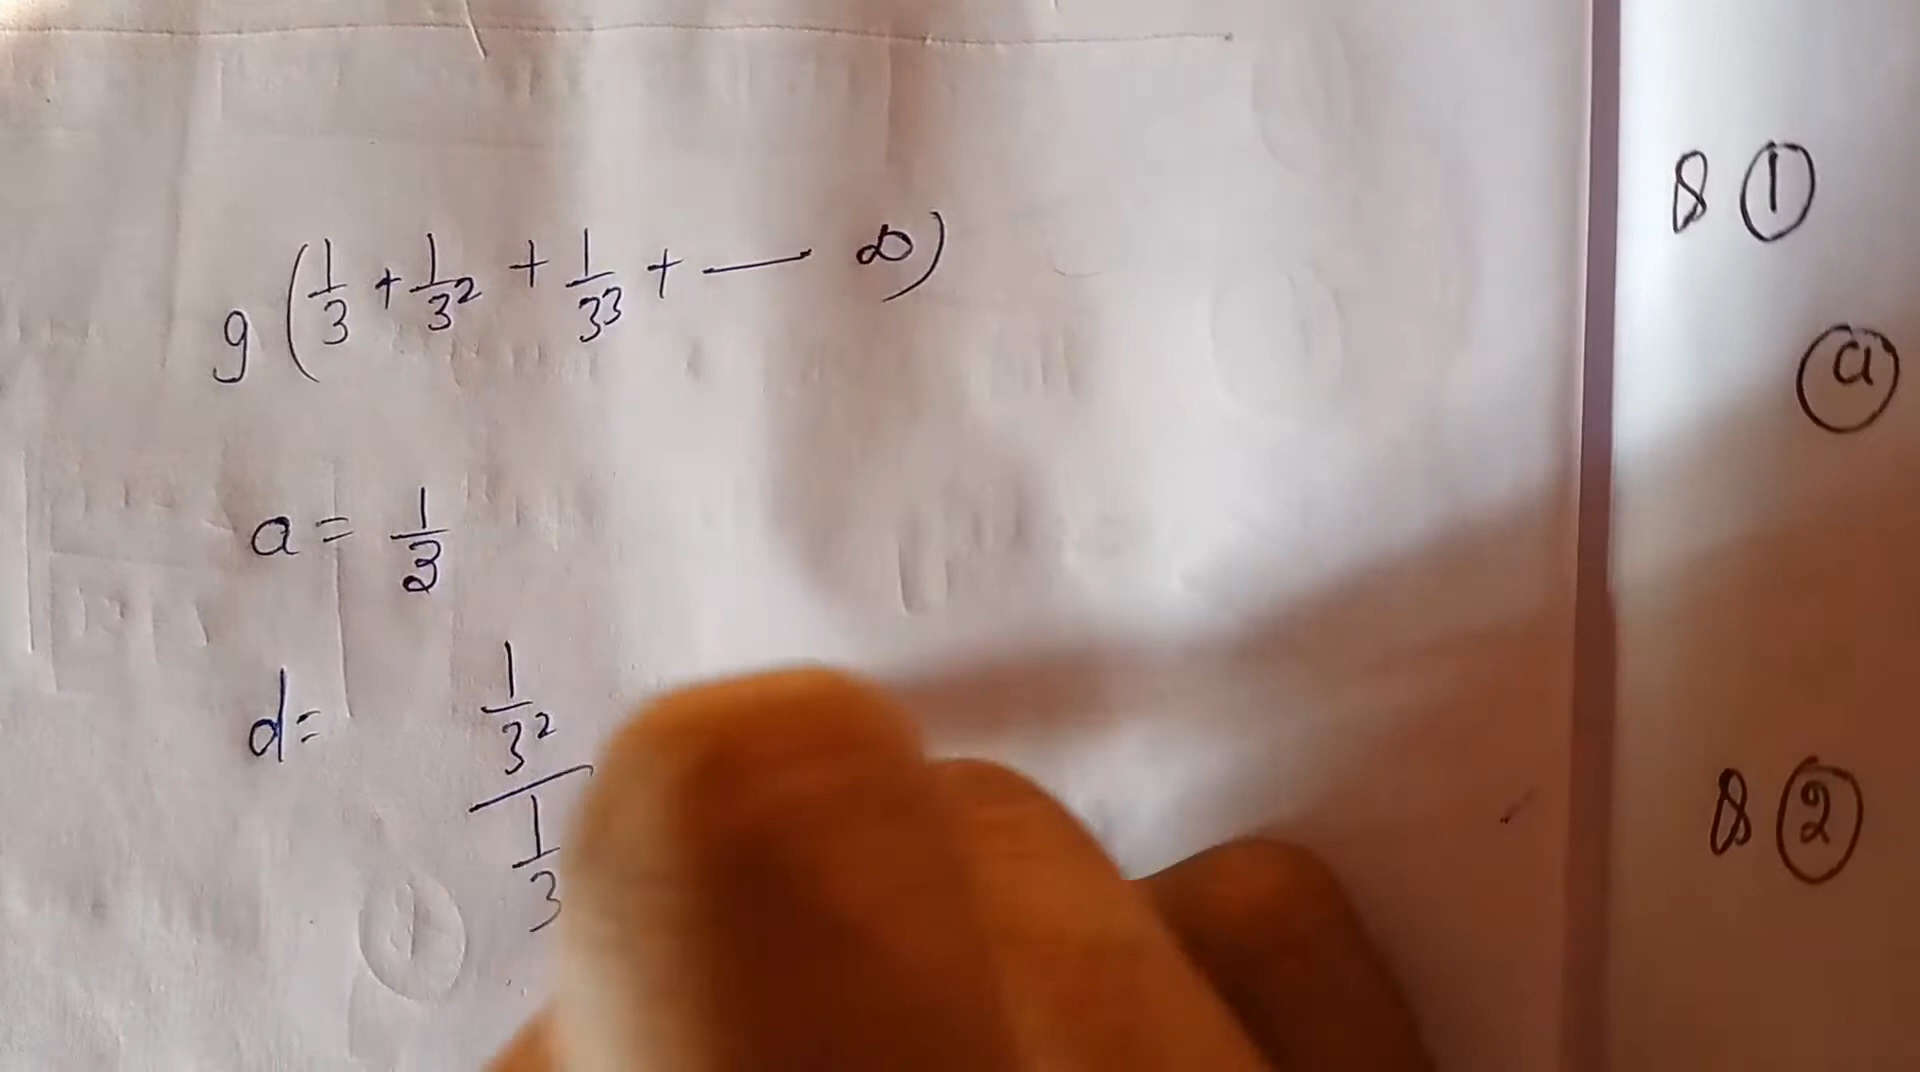 9 (1/3 + 1/3² + 1/3³ + — ∞)
a = 1/3
d = (1/3²)/(1/3)
8 ①
ⓐ
8 ②